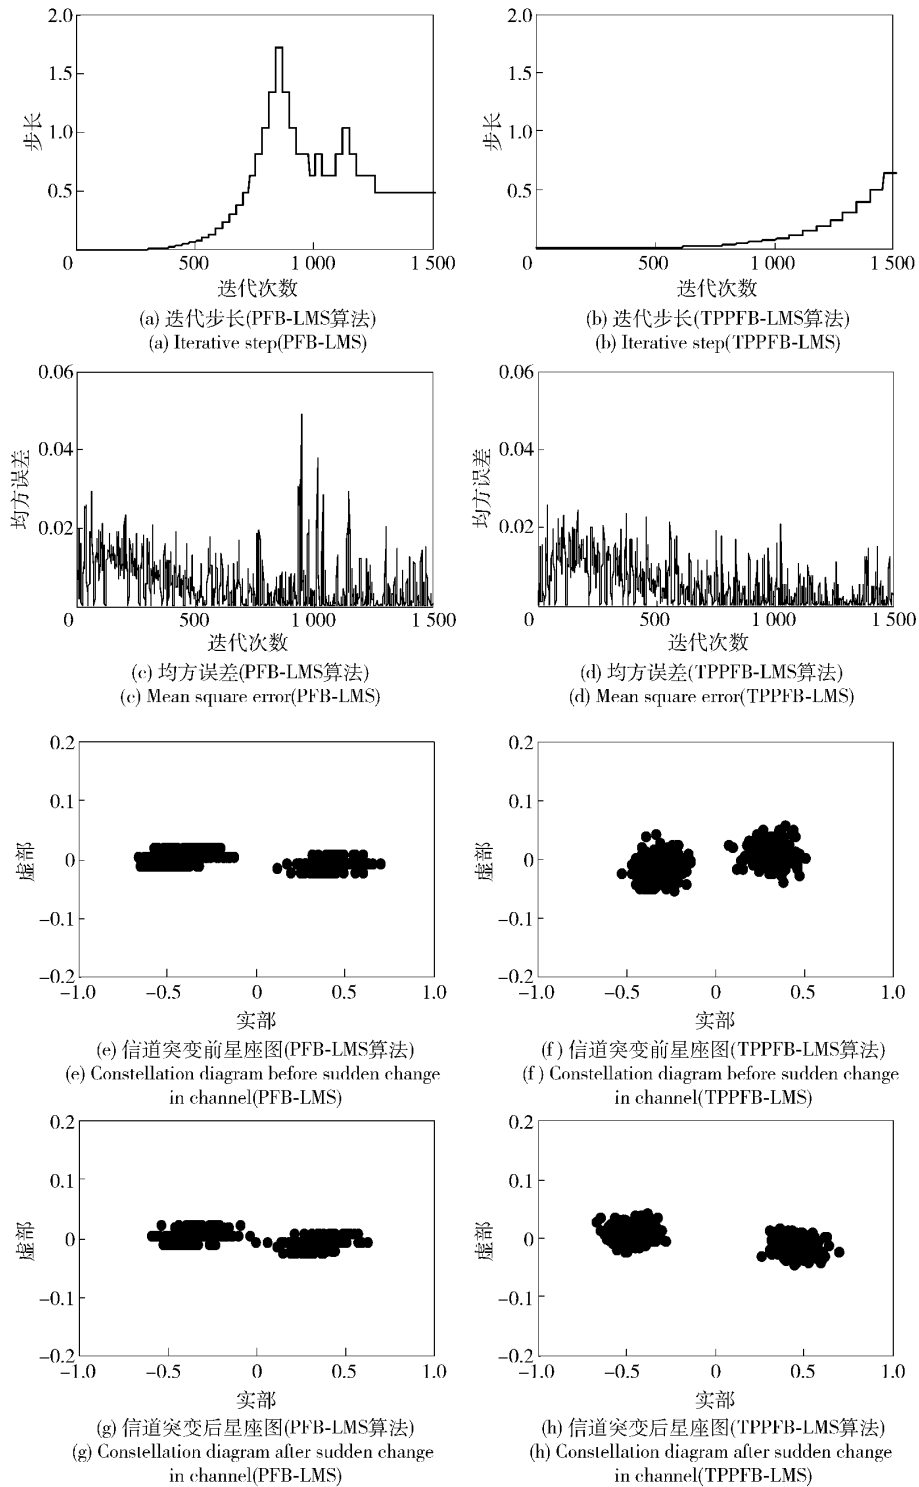 2.0
1.5
1.0
0.5
步长
0 500 1 000 1 500
迭代次数
(a) 迭代步长(PFB-LMS算法)
(a) Iterative step(PFB-LMS)
2.0
1.5
1.0
0.5
步长
0 500 1 000 1 500
迭代次数
(b) 迭代步长(TPPFB-LMS算法)
(b) Iterative step(TPPFB-LMS)
0.06
0.04
0.02
均方误差
0 500 1 000 1 500
迭代次数
(c) 均方误差(PFB-LMS算法)
(c) Mean square error(PFB-LMS)
0.06
0.04
0.02
均方误差
0 500 1 000 1 500
迭代次数
(d) 均方误差(TPPFB-LMS算法)
(d) Mean square error(TPPFB-LMS)
0.2
0.1
0
−0.1
−0.2
虚部
−1.0 −0.5 0 0.5 1.0
实部
(e) 信道突变前星座图(PFB-LMS算法)
(e) Constellation diagram before sudden change
in channel(PFB-LMS)
0.2
0.1
0
−0.1
−0.2
虚部
−1.0 −0.5 0 0.5 1.0
实部
(f ) 信道突变前星座图(TPPFB-LMS算法)
(f ) Constellation diagram before sudden change
in channel(TPPFB-LMS)
0.2
0.1
0
−0.1
−0.2
虚部
−1.0 −0.5 0 0.5 1.0
实部
(g) 信道突变后星座图(PFB-LMS算法)
(g) Constellation diagram after sudden change
in channel(PFB-LMS)
0.2
0.1
0
−0.1
−0.2
虚部
−1.0 −0.5 0 0.5 1.0
实部
(h) 信道突变后星座图(TPPFB-LMS算法)
(h) Constellation diagram after sudden change
in channel(TPPFB-LMS)